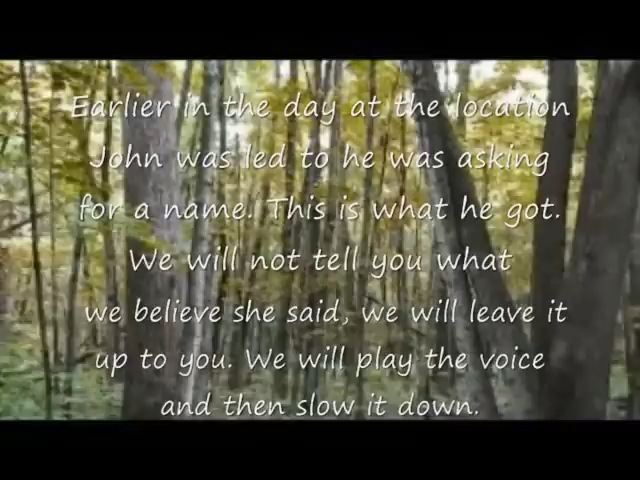 Earlier in the day at the location
John was led to he was asking
for a name. This is what he got.
We will not tell you what
we believe she said, we will leave it
up to you. We will play the voice
and then slow it down.